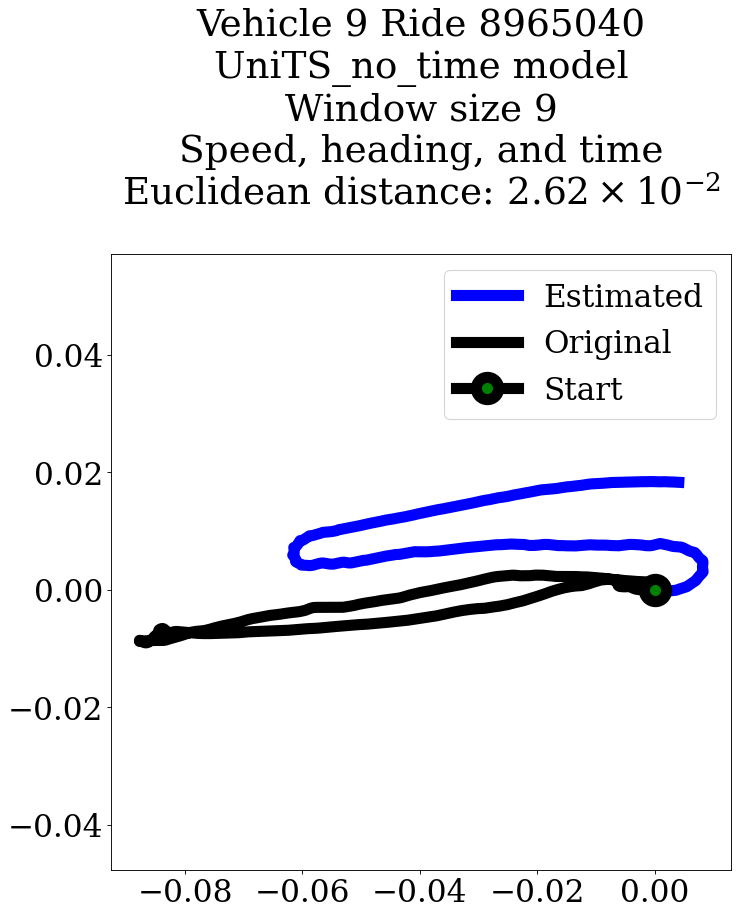 Vehicle 9 Ride 8965040
UniTS_no_time model
Window size 9
Speed, heading, and time
Euclidean distance: 2.62 × 10⁻²
Estimated
Original
Start
0.04
0.02
0.00
−0.02
−0.04
−0.08 −0.06 −0.04 −0.02 0.00